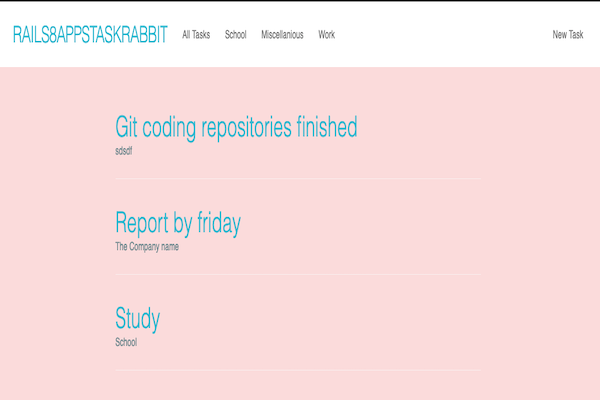 RAILS8APPSTASKRABBIT All Tasks School Miscellanious Work New Task
Git coding repositories finished
sdsdf
Report by friday
The Company name
Study
School